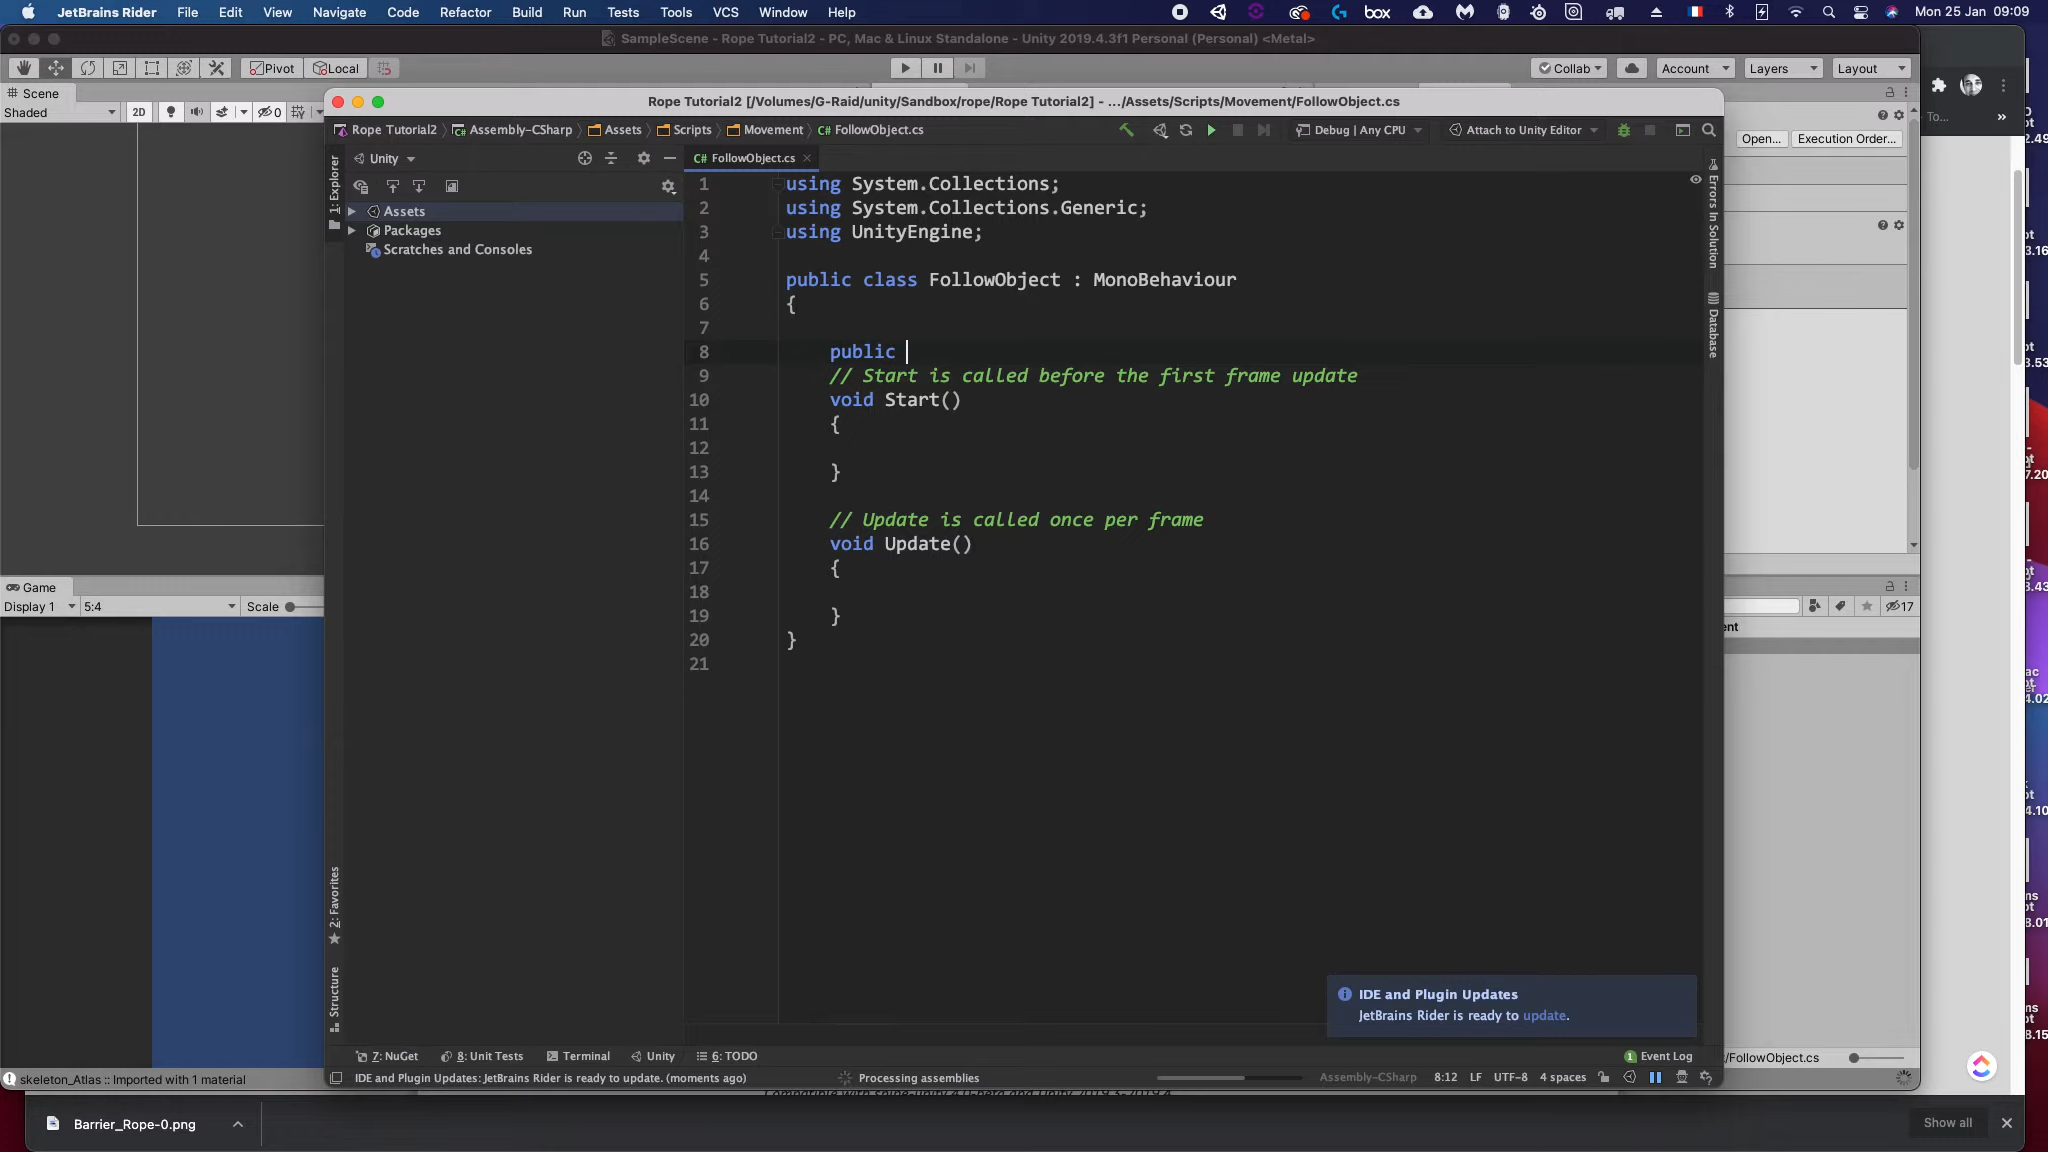 JetBrains Rider File Edit View Navigate Code Refactor Build Run Tests Tools VCS Window Help box Mon 25 Jan 09:09
SampleScene - Rope Tutorial2 - PC, Mac & Linux Standalone - Unity 2019.4.3f1 Personal (Personal) <Metal>
Pivot Local Collab Account Layers Layout
Scene
Shaded 2D 0
Rope Tutorial2 [/Volumes/G-Raid/unity/Sandbox/rope/Rope Tutorial2] - .../Assets/Scripts/Movement/FollowObject.cs
Rope Tutorial2 Assembly-CSharp Assets Scripts Movement FollowObject.cs Debug | Any CPU Attach to Unity Editor
Open... Execution Order...
Unity
C# FollowObject.cs
1: Explorer
Assets
Packages
Scratches and Consoles
1 using System.Collections;
2 using System.Collections.Generic;
3 using UnityEngine;
4
5 public class FollowObject : MonoBehaviour
6 {
7
8 public
9 // Start is called before the first frame update
10 void Start()
11 {
12
13 }
14
15 // Update is called once per frame
16 void Update()
17 {
18
19 }
20 }
21
Errors In Solution
Database
Game
Display 1 5:4 Scale
17
2: Favorites
Structure
IDE and Plugin Updates
JetBrains Rider is ready to update.
7: NuGet 8: Unit Tests Terminal Unity 6: TODO 1 Event Log
/FollowObject.cs
IDE and Plugin Updates: JetBrains Rider is ready to update. (moments ago) Processing assemblies Assembly-CSharp 8:12 LF UTF-8 4 spaces
skeleton_Atlas :: Imported with 1 material
Barrier_Rope-0.png
Show all